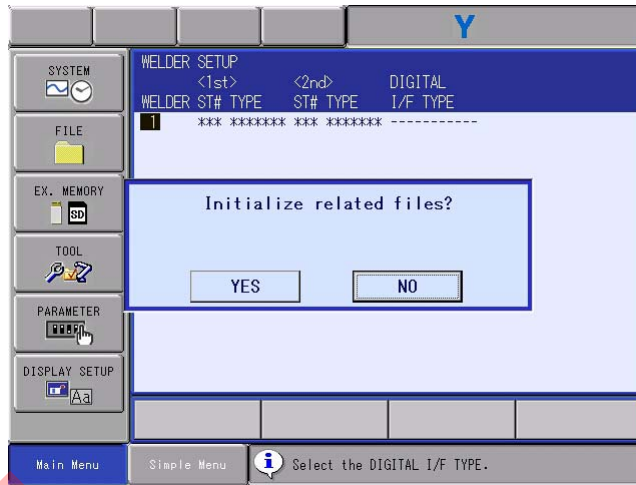 Y
SYSTEM
FILE
EX. MEMORY
SD
TOOL
PARAMETER
DISPLAY SETUP
Aa
WELDER SETUP
<1st> <2nd> DIGITAL
WELDER ST# TYPE ST# TYPE I/F TYPE
1 *** ******* *** ******* -----------
Initialize related files?
YES NO
Main Menu Simple Menu Select the DIGITAL I/F TYPE.